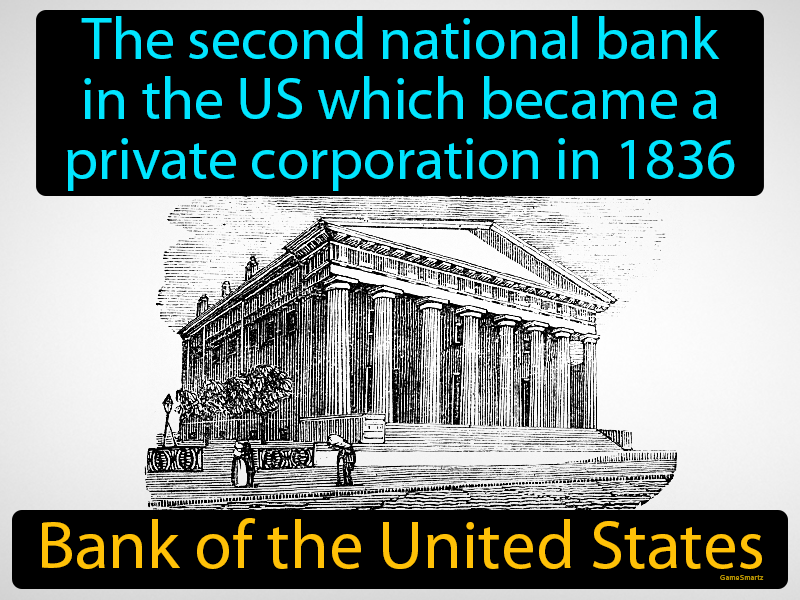 The second national bank
in the US which became a
private corporation in 1836
Bank of the United States
GameSmartz